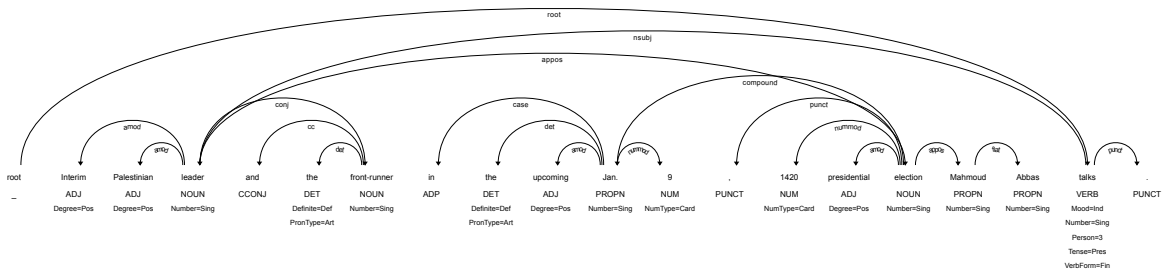 root
nsubj
appos
compound
conj case punct
amod cc det nummod
amod det amod nummod amod appos flat punct
root Interim Palestinian leader and the front-runner in the upcoming Jan. 9 , 1420 presidential election Mahmoud Abbas talks .
_ ADJ ADJ NOUN CCONJ DET NOUN ADP DET ADJ PROPN NUM PUNCT NUM ADJ NOUN PROPN PROPN VERB PUNCT
Degree=Pos Degree=Pos Number=Sing Definite=Def Number=Sing Definite=Def Degree=Pos Number=Sing NumType=Card NumType=Card Degree=Pos Number=Sing Number=Sing Number=Sing Mood=Ind
PronType=Art PronType=Art Number=Sing
Person=3
Tense=Pres
VerbForm=Fin